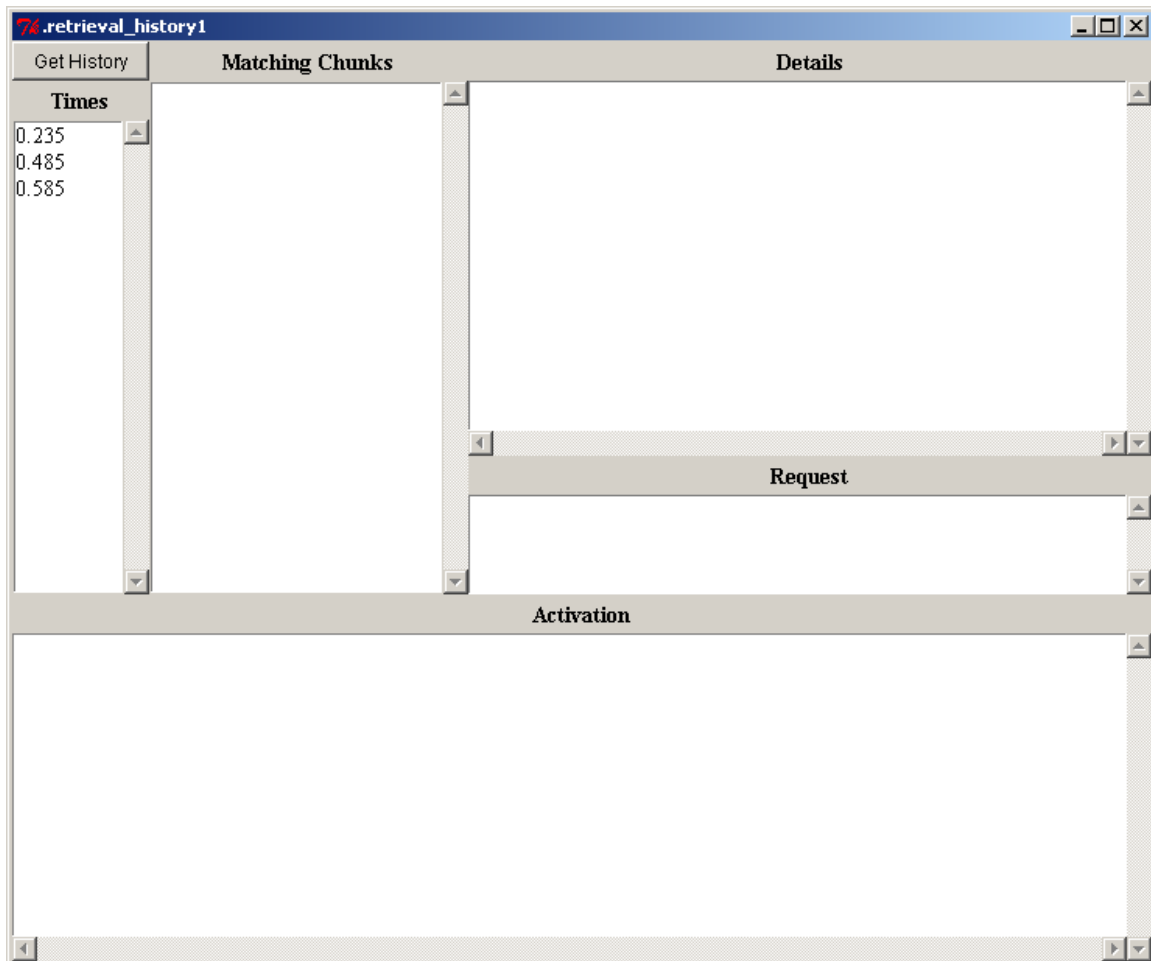 .retrieval_history1
Get History
Matching Chunks
Details
Times
0.235
0.485
0.585
Request
Activation